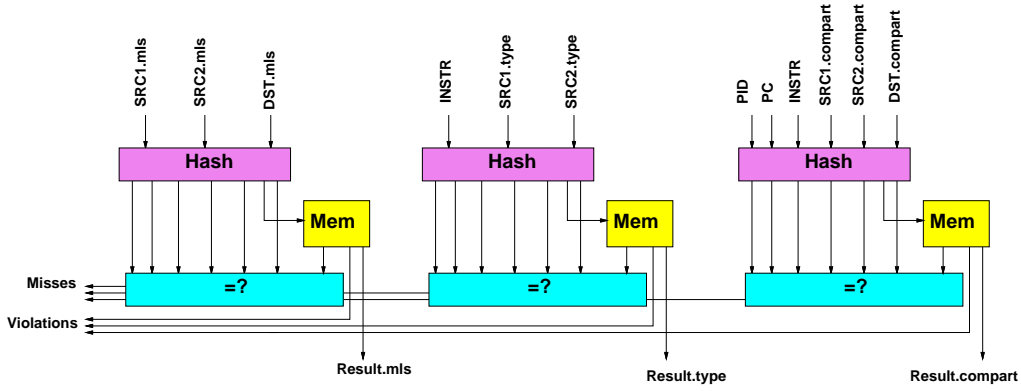 SRC1.mls
SRC2.mls
DST.mls
INSTR
SRC1.type
SRC2.type
PID
PC
INSTR
SRC1.compart
SRC2.compart
DST.compart
Hash
Hash
Hash
Mem
Mem
Mem
=?
=?
=?
Misses
Violations
Result.mls
Result.type
Result.compart